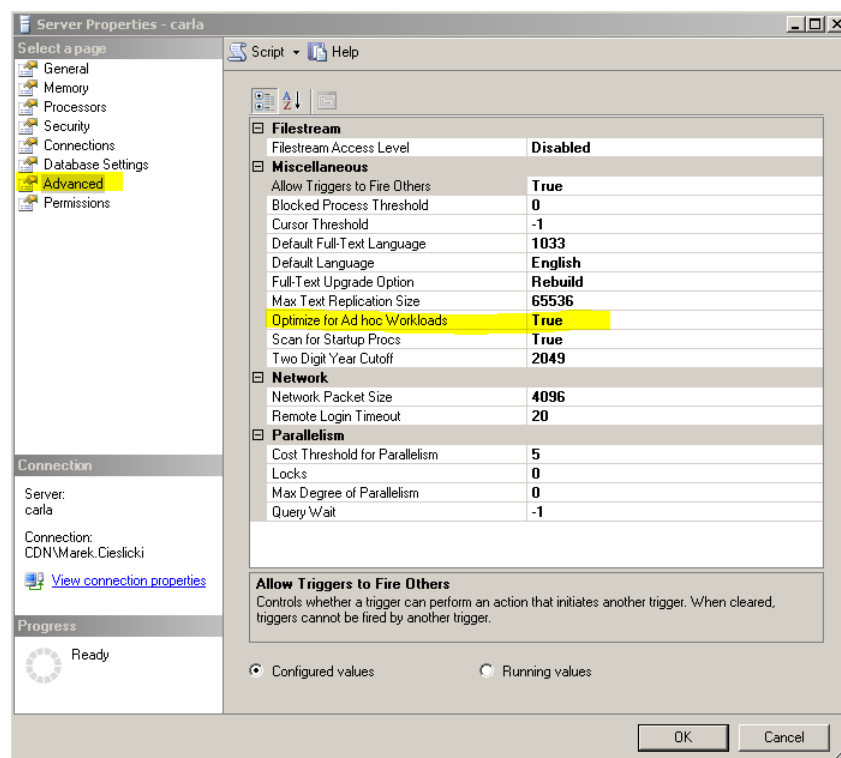 Server Properties - carla
Select a page
General
Memory
Processors
Security
Connections
Database Settings
Advanced
Permissions
Script Help
Filestream
Filestream Access Level Disabled
Miscellaneous
Allow Triggers to Fire Others True
Blocked Process Threshold 0
Cursor Threshold -1
Default Full-Text Language 1033
Default Language English
Full-Text Upgrade Option Rebuild
Max Text Replication Size 65536
Optimize for Ad hoc Workloads True
Scan for Startup Procs True
Two Digit Year Cutoff 2049
Network
Network Packet Size 4096
Remote Login Timeout 20
Parallelism
Cost Threshold for Parallelism 5
Locks 0
Max Degree of Parallelism 0
Query Wait -1
Connection
Server:
carla
Connection:
CDN\Marek.Cieslicki
View connection properties
Progress
Ready
Allow Triggers to Fire Others
Controls whether a trigger can perform an action that initiates another trigger. When cleared,
triggers cannot be fired by another trigger.
Configured values Running values
OK Cancel